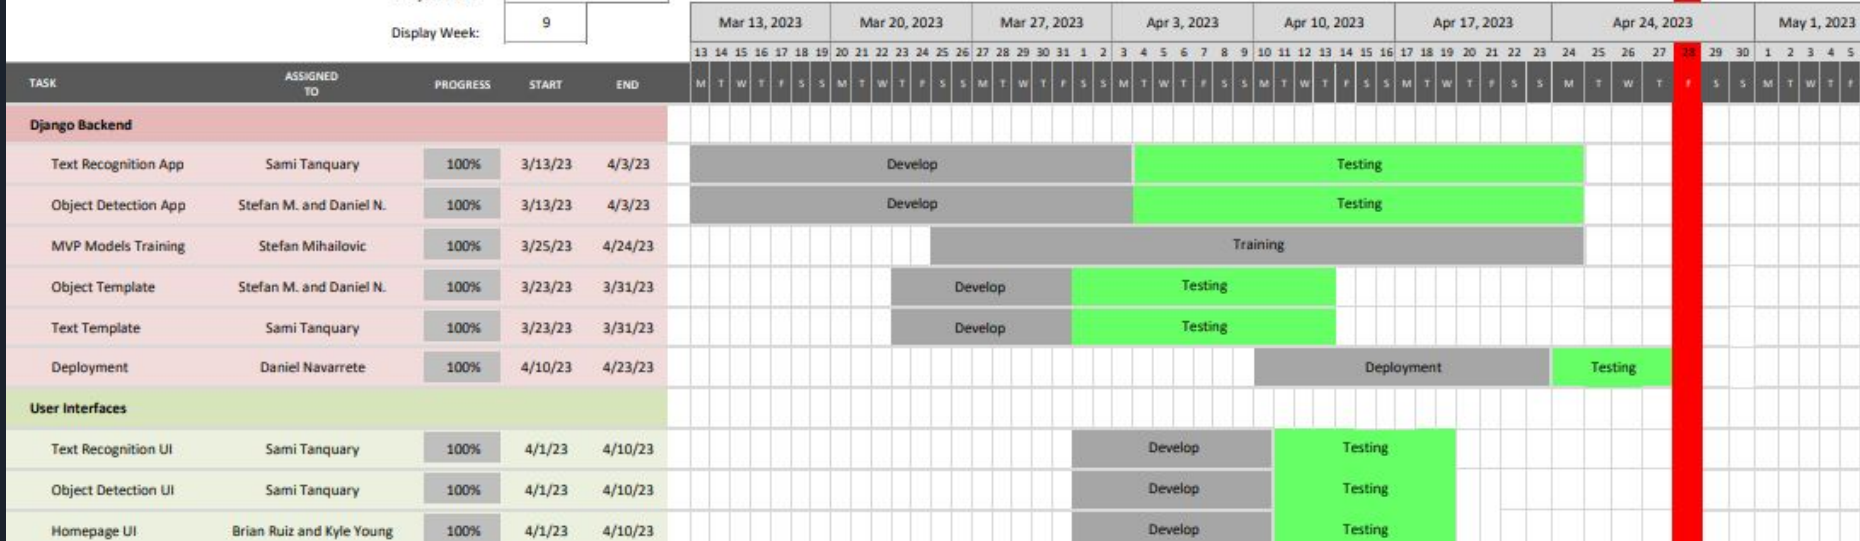 Display Week: 9
Mar 13, 2023 Mar 20, 2023 Mar 27, 2023 Apr 3, 2023 Apr 10, 2023 Apr 17, 2023 Apr 24, 2023 May 1, 2023
13 14 15 16 17 18 19 20 21 22 23 24 25 26 27 28 29 30 31 1 2 3 4 5 6 7 8 9 10 11 12 13 14 15 16 17 18 19 20 21 22 23 24 25 26 27 28 29 30 1 2 3 4 5
TASK ASSIGNED TO PROGRESS START END M T W T F S S M T W T F S S M T W T F S S M T W T F S S M T W T F S S M T W T F S S M T W T F S S M T W T F
Django Backend
Text Recognition App Sami Tanquary 100% 3/13/23 4/3/23 Develop Testing
Object Detection App Stefan M. and Daniel N. 100% 3/13/23 4/3/23 Develop Testing
MVP Models Training Stefan Mihailovic 100% 3/25/23 4/24/23 Training
Object Template Stefan M. and Daniel N. 100% 3/23/23 3/31/23 Develop Testing
Text Template Sami Tanquary 100% 3/23/23 3/31/23 Develop Testing
Deployment Daniel Navarrete 100% 4/10/23 4/23/23 Deployment Testing
User Interfaces
Text Recognition UI Sami Tanquary 100% 4/1/23 4/10/23 Develop Testing
Object Detection UI Sami Tanquary 100% 4/1/23 4/10/23 Develop Testing
Homepage UI Brian Ruiz and Kyle Young 100% 4/1/23 4/10/23 Develop Testing